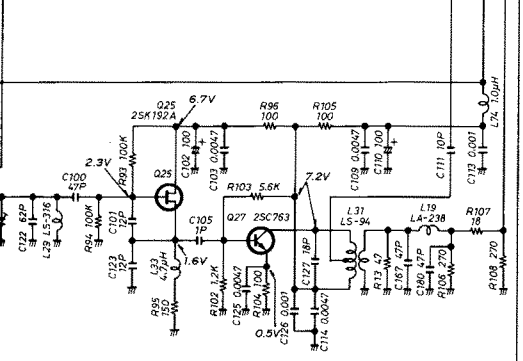 L74 1.0µH
Q25
2SK192A
6.7V
R96
100
R105
100
R93 100K
C102 100
+
C103 0.0047
C109 0.0047
C110 100
+
C111 10P
C113 0.001
2.3V
C100
47P
Q25
R103 5.6K
7.2V
C122 62P
L29 LS-316
R94 100K
C101
12P
C105
1P
Q27 2SC763
L31
LS-94
L19
LA-238
R107
18
C123
12P
L33
4.7µH
1.6V
R95
150
R102 1.2K
C125 0.0047
R104 100
0.5V
C127 18P
C126 0.001
C114 0.0047
R13 47
C167 47P
C180 47P
R106 270
R108 270